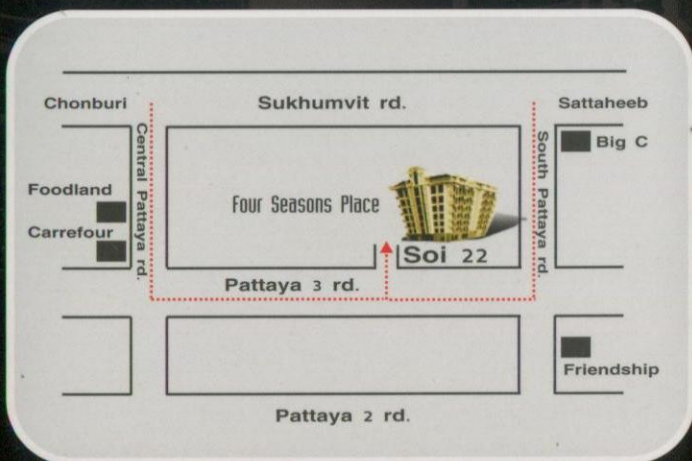 Chonburi
Sukhumvit rd.
Sattaheeb
Central Pattaya rd.
South Pattaya rd.
Big C
Foodland
Four Seasons Place
Carrefour
Soi 22
Pattaya 3 rd.
Friendship
Pattaya 2 rd.